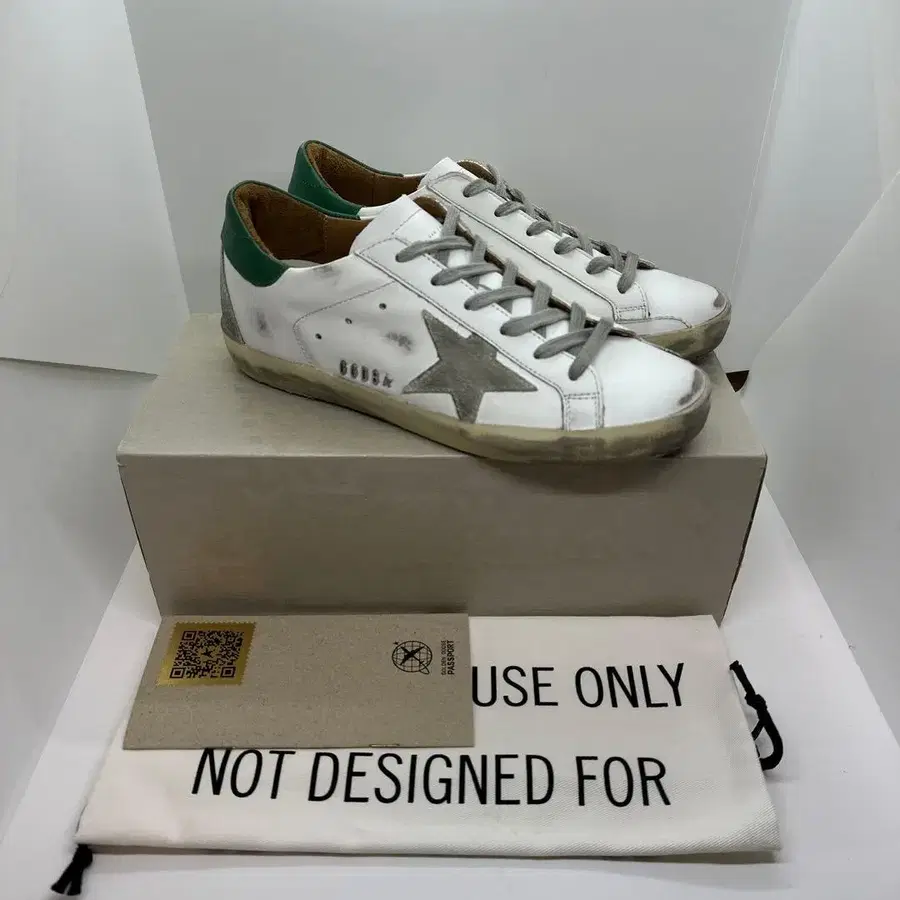 GGDB
GOLDEN GOOSE
PASSPORT
USE ONLY
NOT DESIGNED FOR